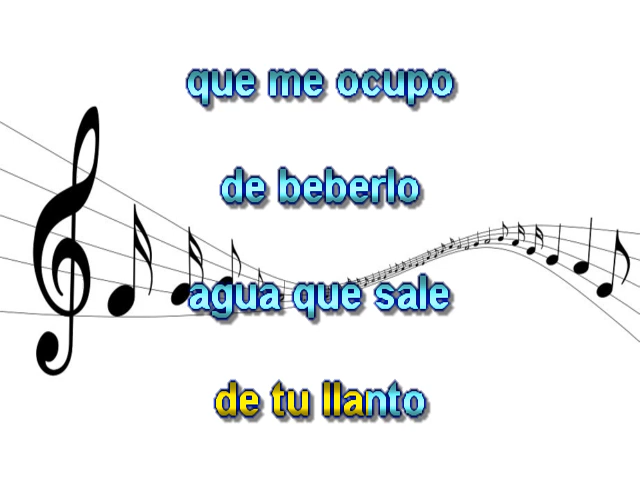 que me ocupo
de beberlo
agua que sale
de tu llanto